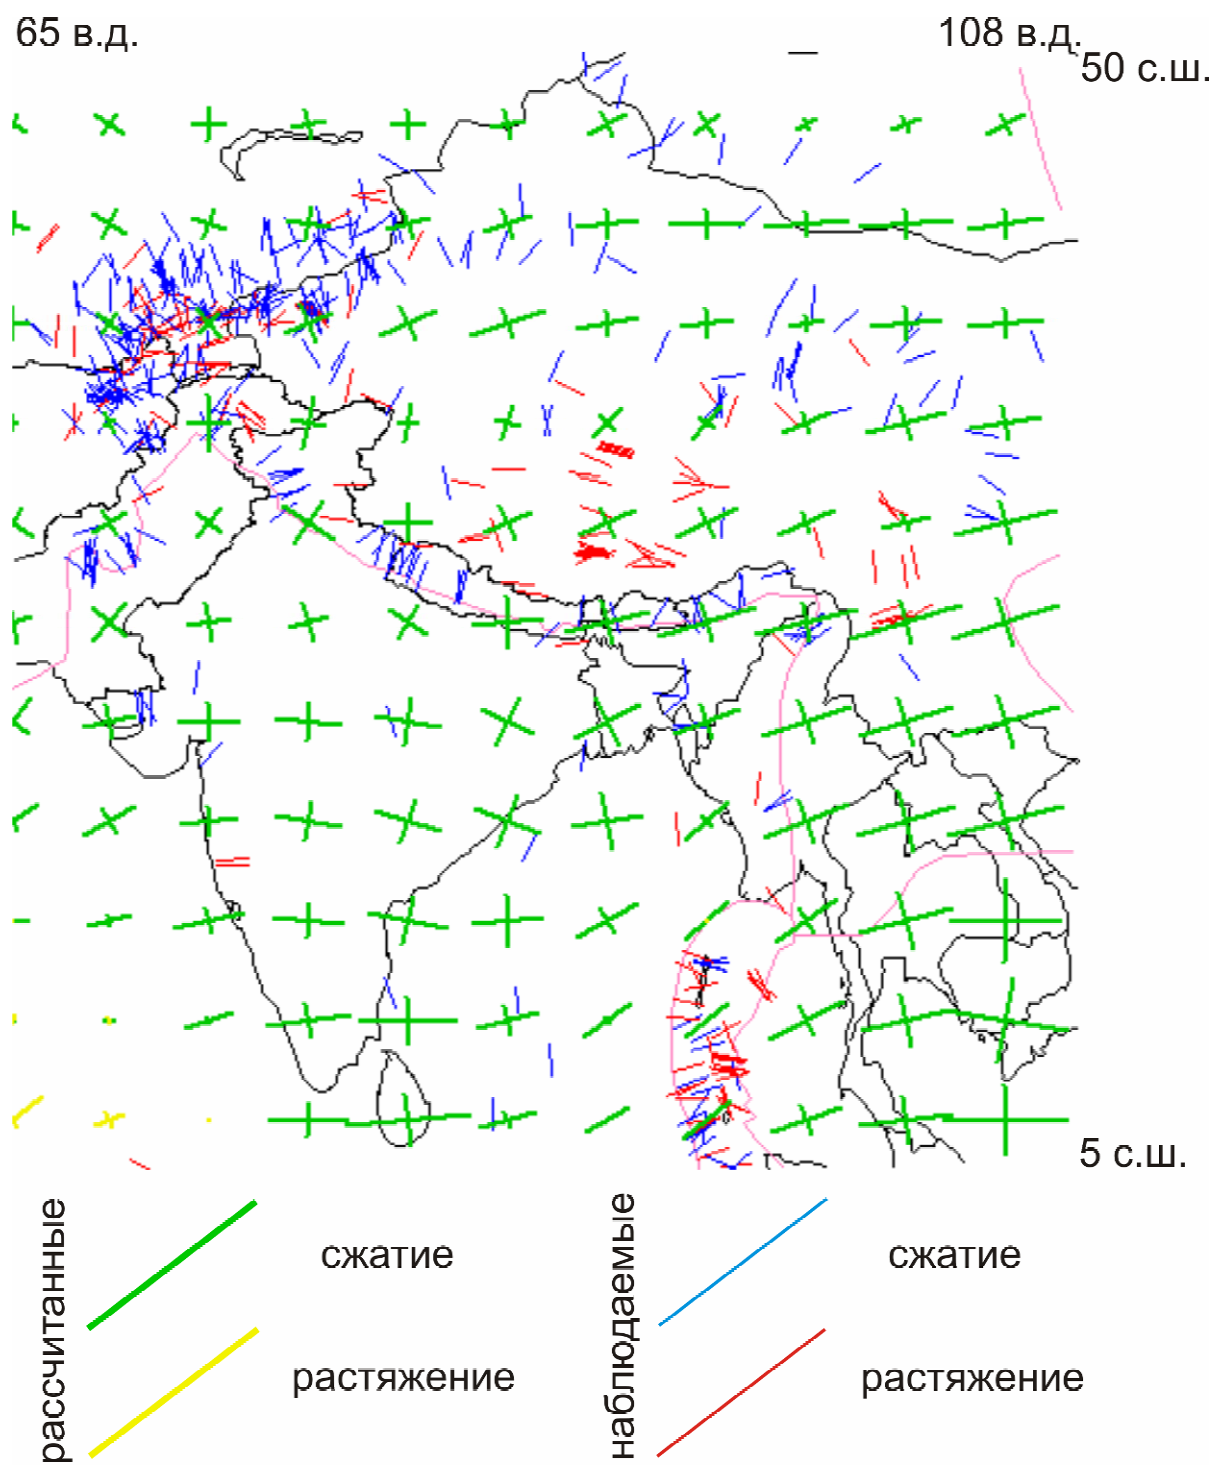 65 в.д.
108 в.д.
50 с.ш.
5 с.ш.
рассчитанные
сжатие
растяжение
наблюдаемые
сжатие
растяжение